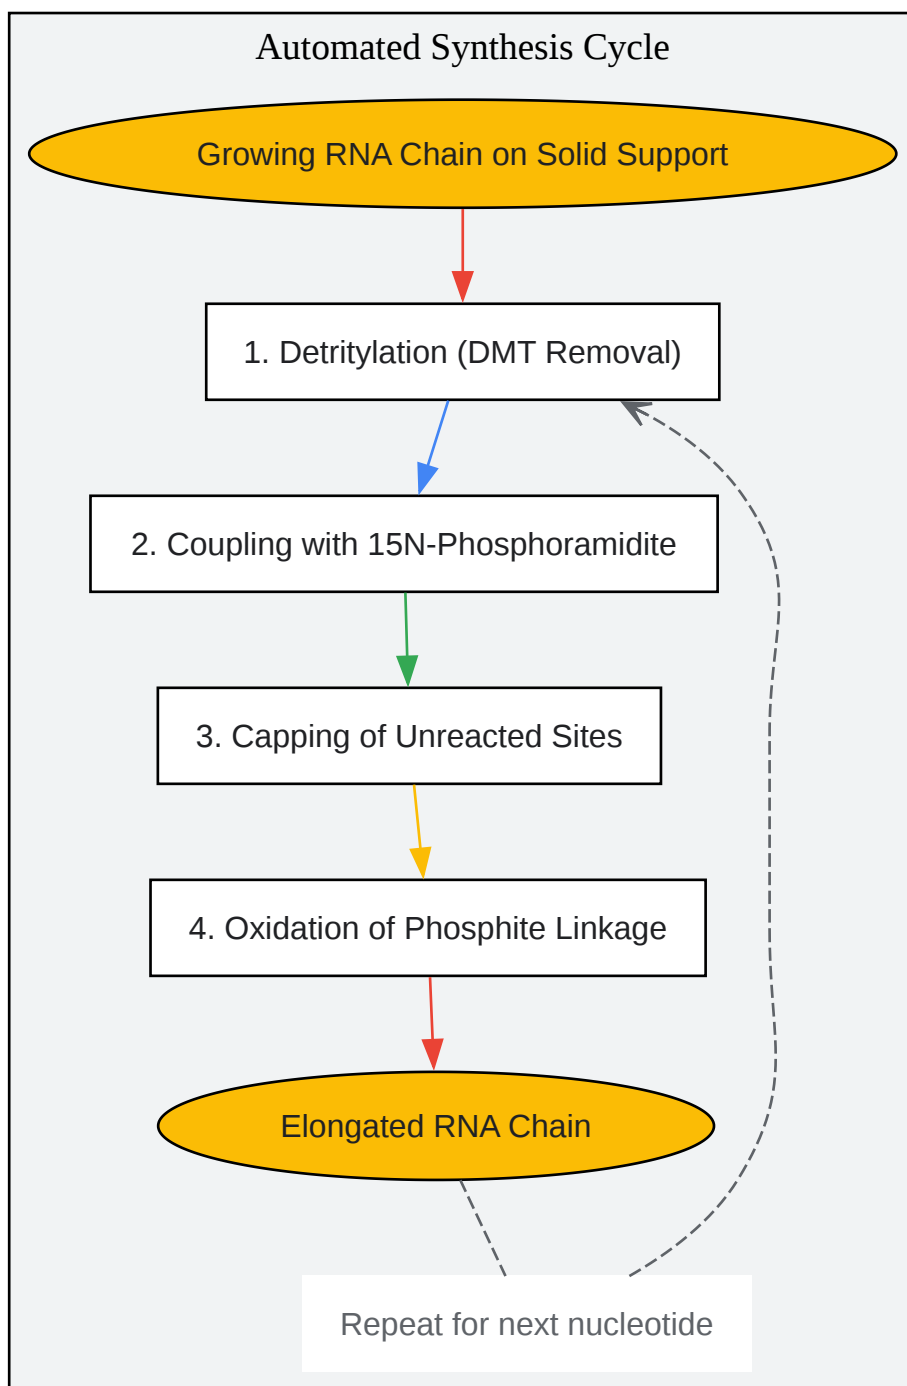 Automated Synthesis Cycle
Growing RNA Chain on Solid Support
1. Detritylation (DMT Removal)
2. Coupling with 15N-Phosphoramidite
3. Capping of Unreacted Sites
4. Oxidation of Phosphite Linkage
Elongated RNA Chain
Repeat for next nucleotide